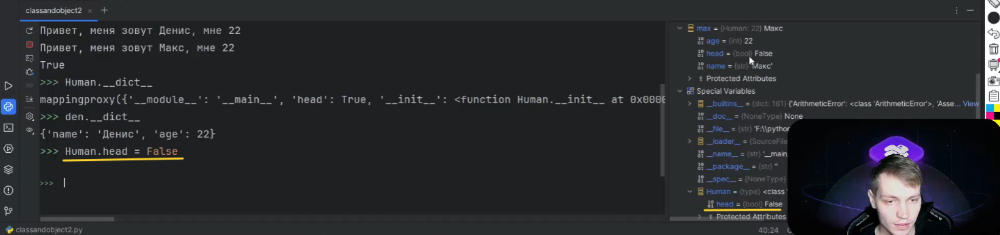 classandobject2
Привет, меня зовут Денис, мне 22
Привет, меня зовут Макс, мне 22
True
>>> Human.__dict__
mappingproxy({'__module__': '__main__', 'head': True, '__init__': <function Human.__init__ at 0x0000
>>> den.__dict__
{'name': 'Денис', 'age': 22}
>>> Human.head = False
>>>
max = {Human: 22} Макс
age = {int} 22
head = {bool} False
name = {str} 'Макс'
Protected Attributes
Special Variables
__builtins__ = {dict: 161} {'ArithmeticError': <class 'ArithmeticError'>, 'Asse... View
__doc__ = {NoneType} None
__file__ = {str} 'F:\\python
__loader__ = {SourceFile
__name__ = {str} '__main_
__package__ = {str} ''
__spec__ = {NoneType}
Human = {type} <class '
head = {bool} False
Protected Attributes
classandobject2.py
40:24